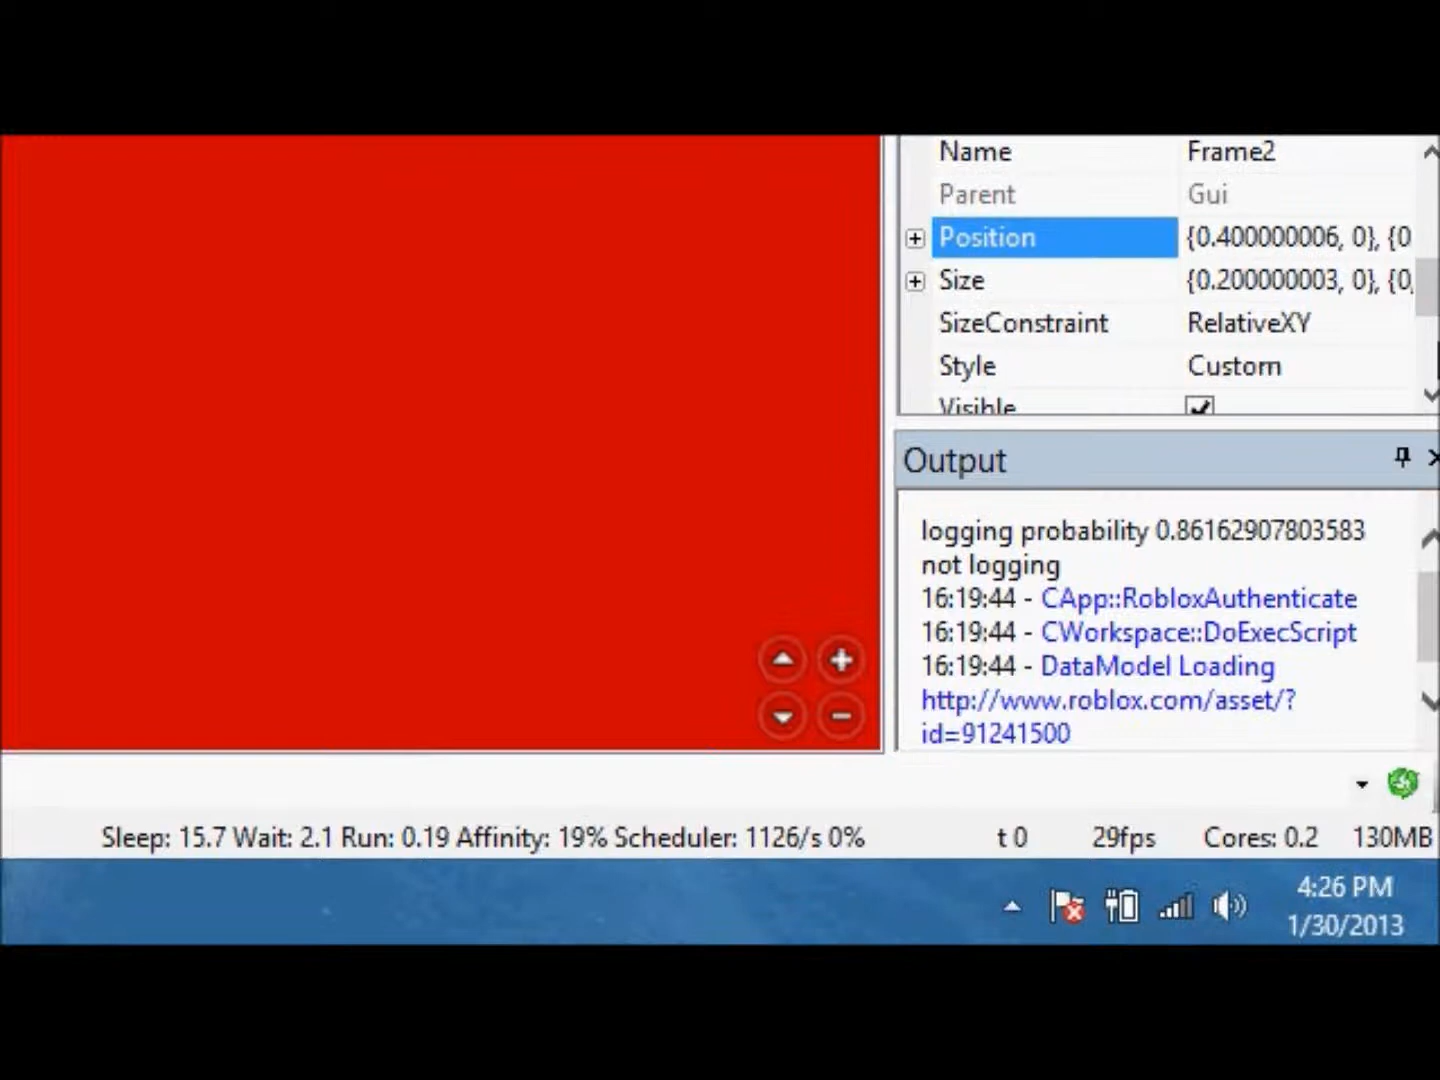 Name Frame2
Parent Gui
Position {0.400000006, 0}, {0
Size {0.200000003, 0}, {0,
SizeConstraint RelativeXY
Style Custom
Visible
Output
logging probability 0.86162907803583
not logging
16:19:44 - CApp::RobloxAuthenticate
16:19:44 - CWorkspace::DoExecScript
16:19:44 - DataModel Loading
http://www.roblox.com/asset/?
id=91241500
Sleep: 15.7 Wait: 2.1 Run: 0.19 Affinity: 19% Scheduler: 1126/s 0% t 0 29fps Cores: 0.2 130MB
4:26 PM
1/30/2013